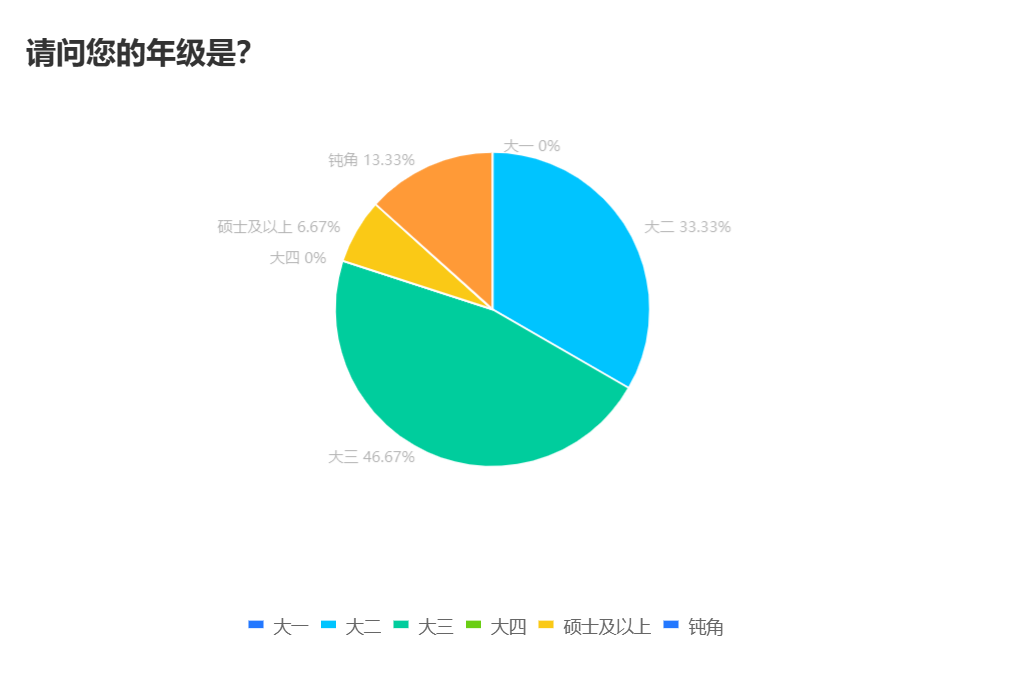 请问您的年级是？
大一 0%
钝角 13.33%
硕士及以上 6.67%
大二 33.33%
大四 0%
大三 46.67%
大一 大二 大三 大四 硕士及以上 钝角